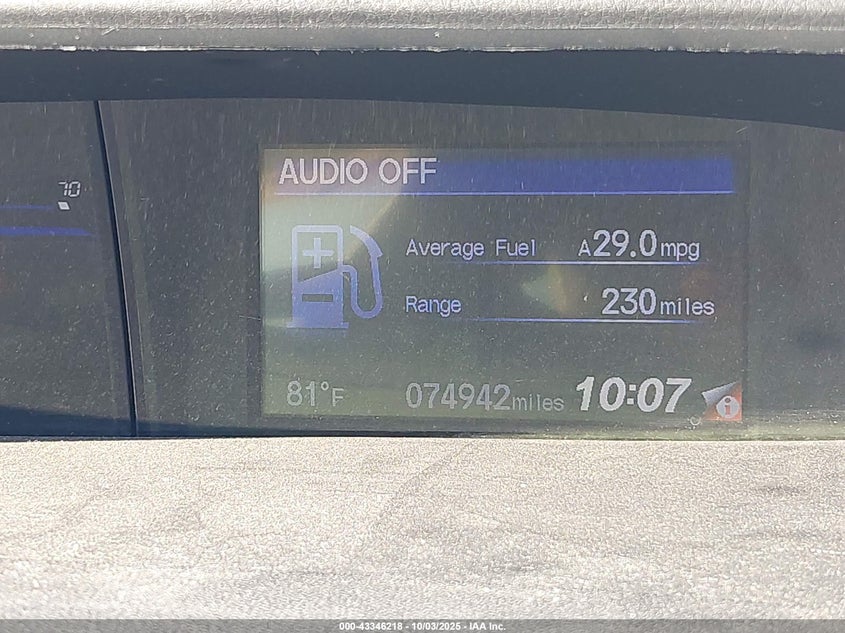 AUDIO OFF
70
Average Fuel A29.0mpg
Range 230miles
81°F 074942miles 10:07 i
000-43346218 - 10/03/2025 - IAA Inc.